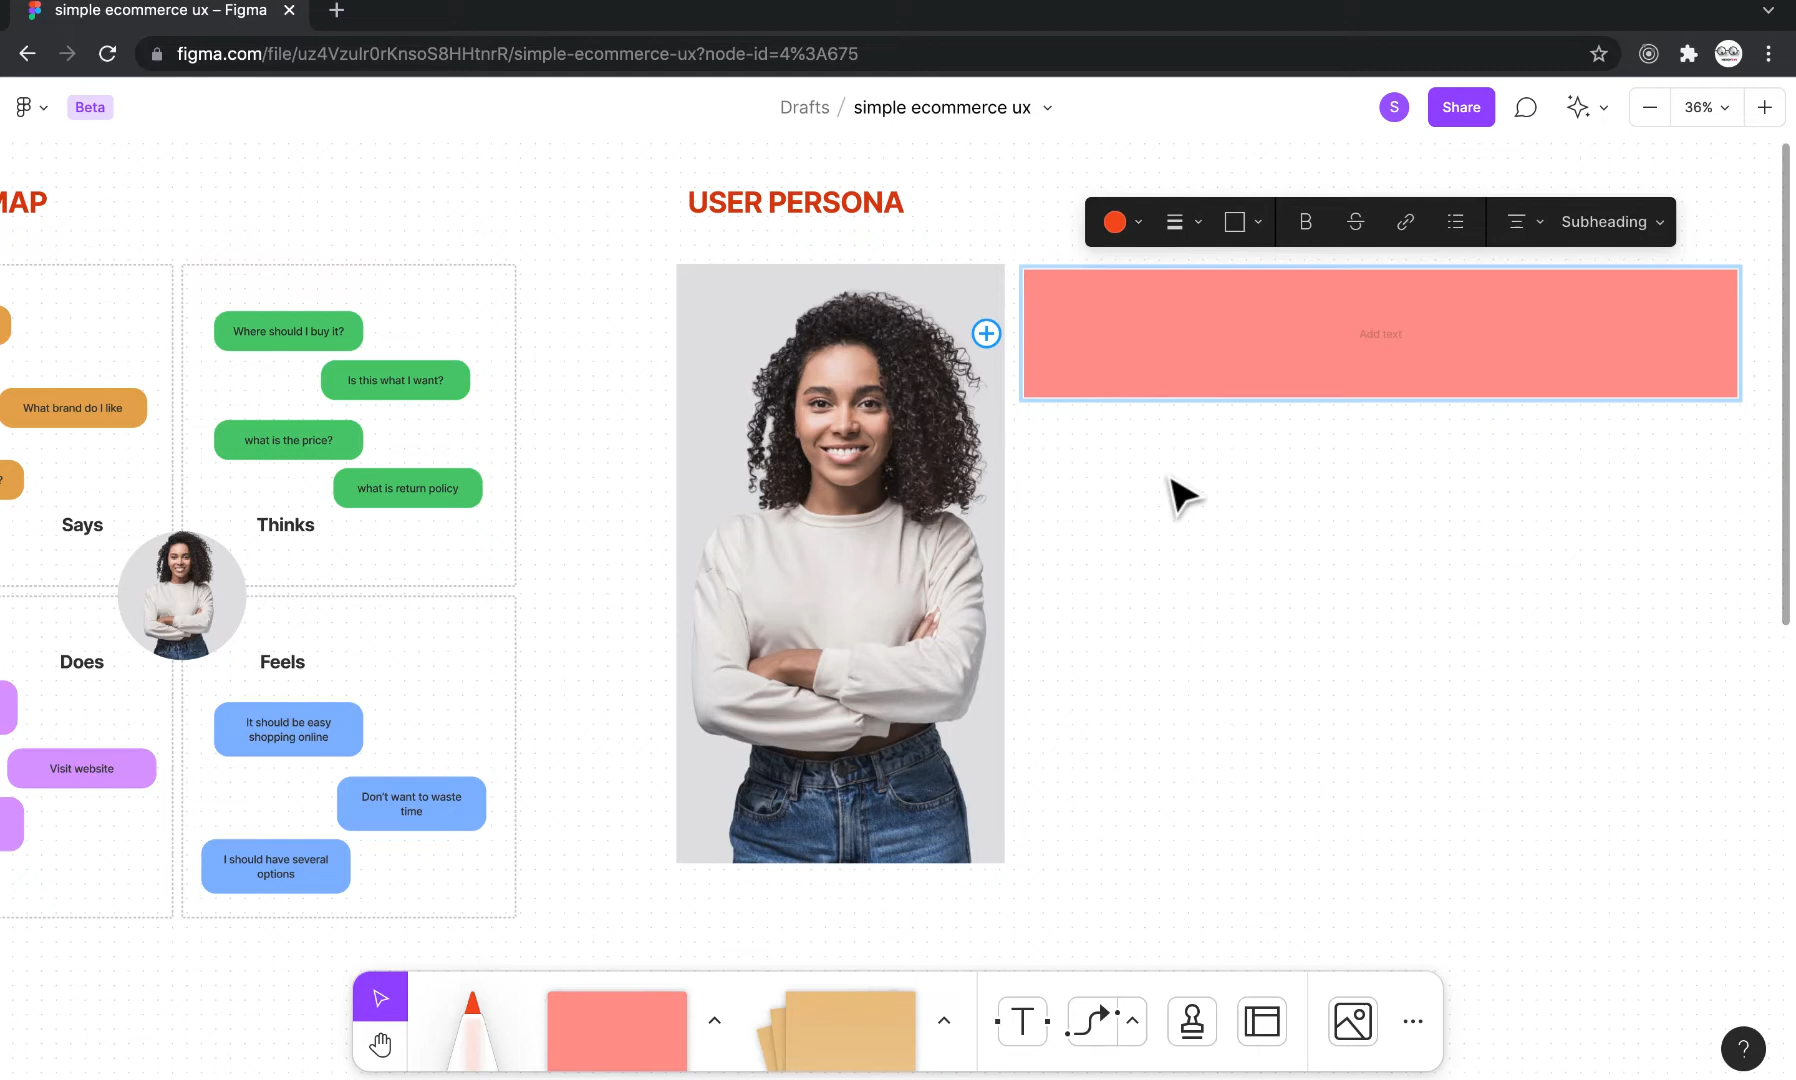 simple ecommerce ux – Figma
figma.com/file/uz4VzuIr0rKnsoS8HHtnrR/simple-ecommerce-ux?node-id=4%3A675
Beta
Drafts / simple ecommerce ux
S
Share
36%
MAP
USER PERSONA
B
S
Subheading
Add text
Where should I buy it?
Is this what I want?
What brand do I like
what is the price?
?
what is return policy
Says
Thinks
Does
Feels
It should be easy
shopping online
Visit website
Don't want to waste
time
I should have several
options
T
?